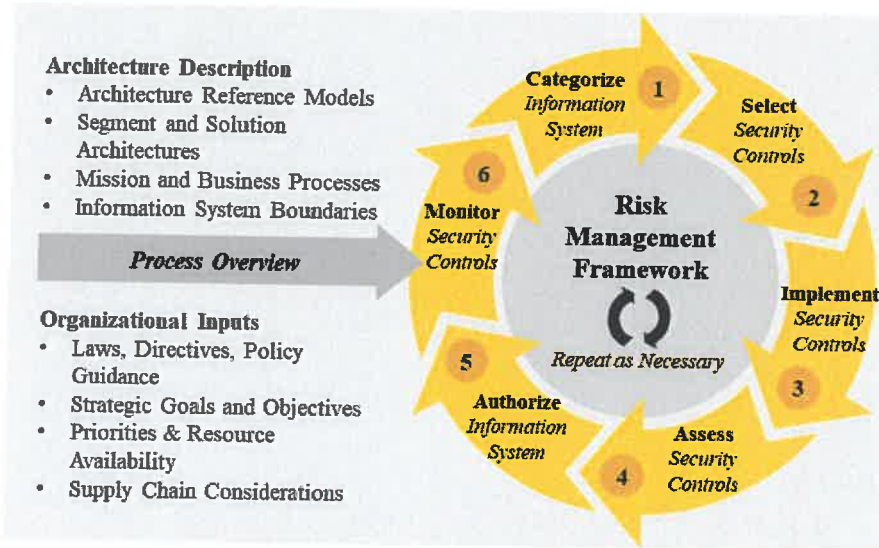 Architecture Description
• Architecture Reference Models
• Segment and Solution
Architectures
• Mission and Business Processes
• Information System Boundaries
Process Overview
Organizational Inputs
• Laws, Directives, Policy
Guidance
• Strategic Goals and Objectives
• Priorities & Resource
Availability
• Supply Chain Considerations
1
Categorize
Information
System
2
Select
Security
Controls
3
Implement
Security
Controls
4
Assess
Security
Controls
5
Authorize
Information
System
6
Monitor
Security
Controls
Risk
Management
Framework
Repeat as Necessary